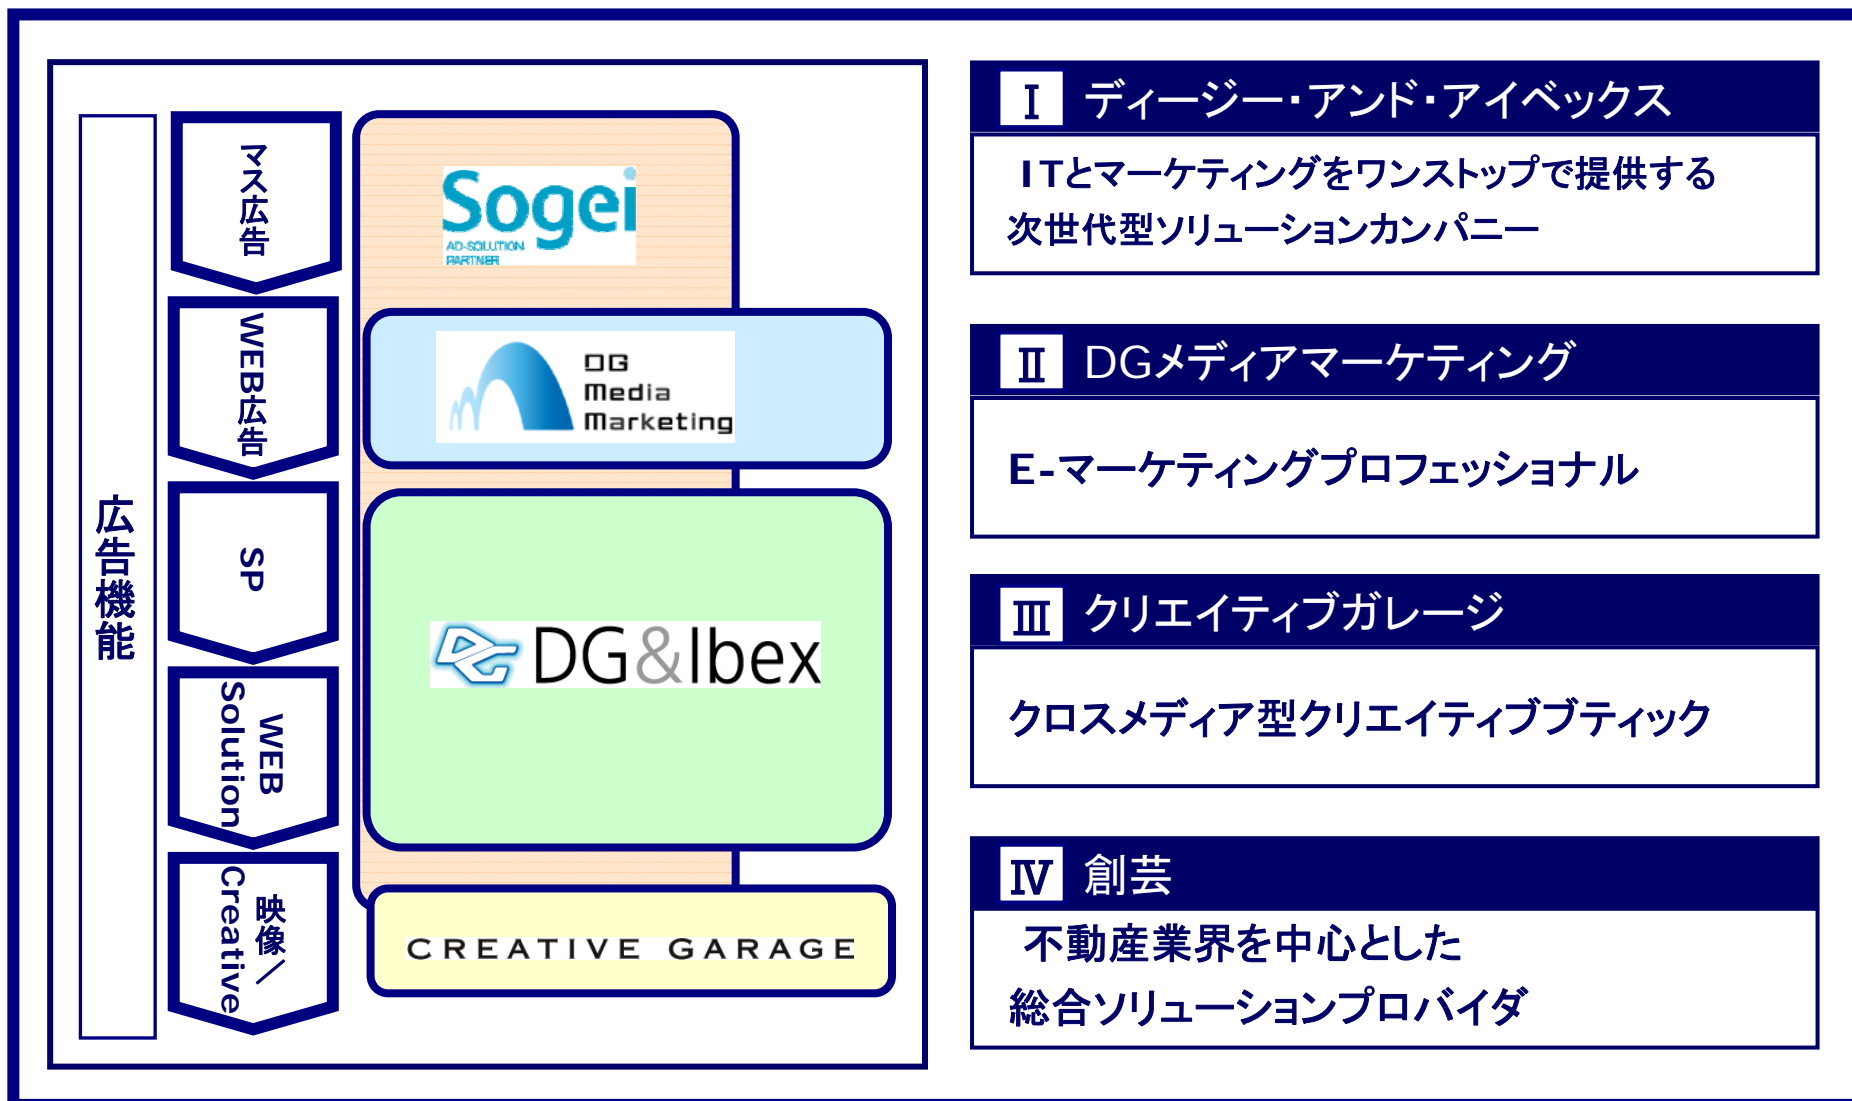 広告機能
マス広告
WEB広告
SP
WEB
Solution
映像/
Creative
Sogei
AD-SOLUTION
PARTNER
DG
Media
Marketing
DG&Ibex
CREATIVE GARAGE
Ⅰ ディージー・アンド・アイベックス
ITとマーケティングをワンストップで提供する
次世代型ソリューションカンパニー
Ⅱ DGメディアマーケティング
E-マーケティングプロフェッショナル
Ⅲ クリエイティブガレージ
クロスメディア型クリエイティブブティック
Ⅳ 創芸
不動産業界を中心とした
総合ソリューションプロバイダ